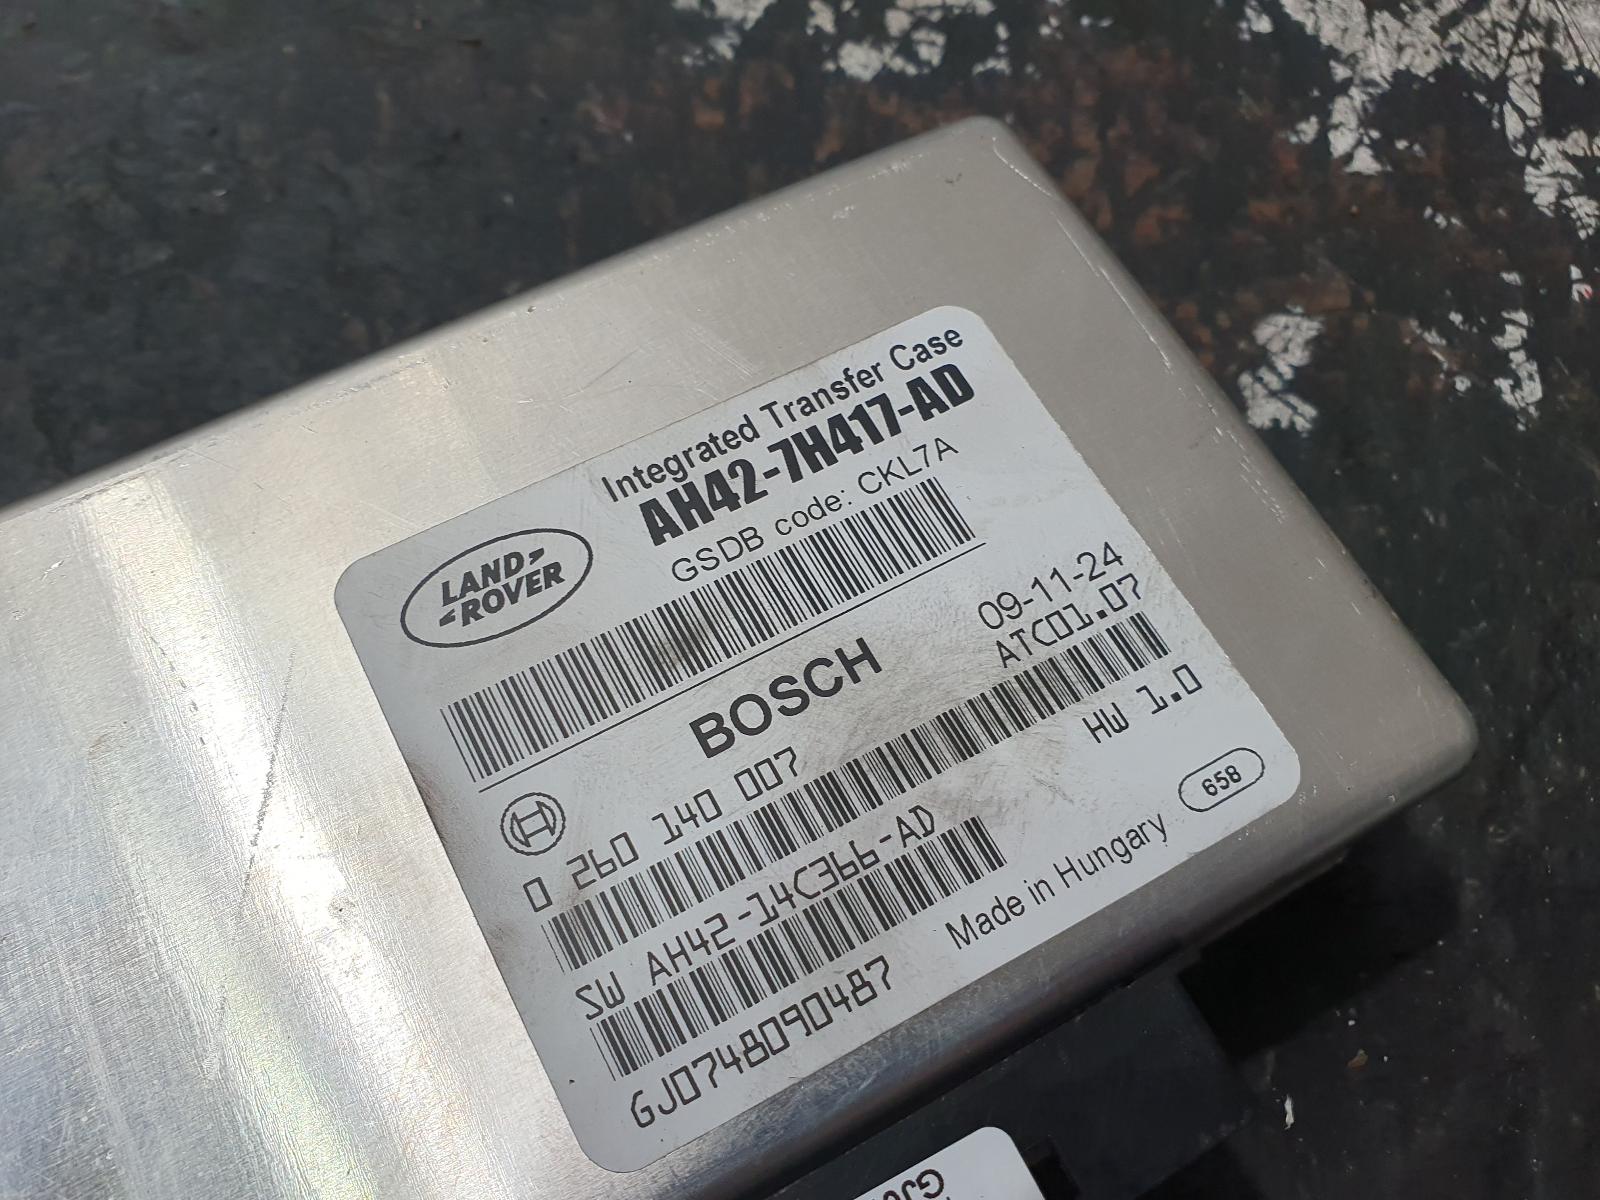 Integrated Transfer Case
AH42-7H417-AD
GSDB code: CKL7A
LAND
ROVER
09-11-24
BOSCH
ATC01.07
0 260 140 007
HW 1.0
SW AH42-14C366-AD
658
Made in Hungary
GJ0748090487